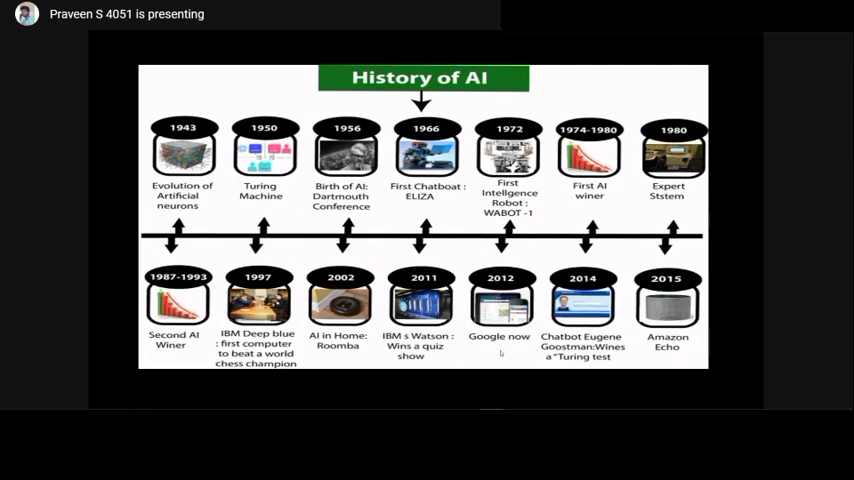 Praveen S 4051 is presenting
History of AI
1943
1950
1956
1966
1972
1974-1980
1980
Evolution of
Artificial
neurons
Turing
Machine
Birth of AI:
Dartmouth
Conference
First Chatboat :
ELIZA
First
Intellgence
Robot :
WABOT -1
First AI
winer
Expert
Ststem
1987-1993
1997
2002
2011
2012
2014
2015
Second AI
Winer
IBM Deep blue
: first computer
to beat a world
chess champion
AI in Home:
Roomba
IBM s Watson :
Wins a quiz
show
Google now
Chatbot Eugene
Goostman:Wines
a "Turing test
Amazon
Echo